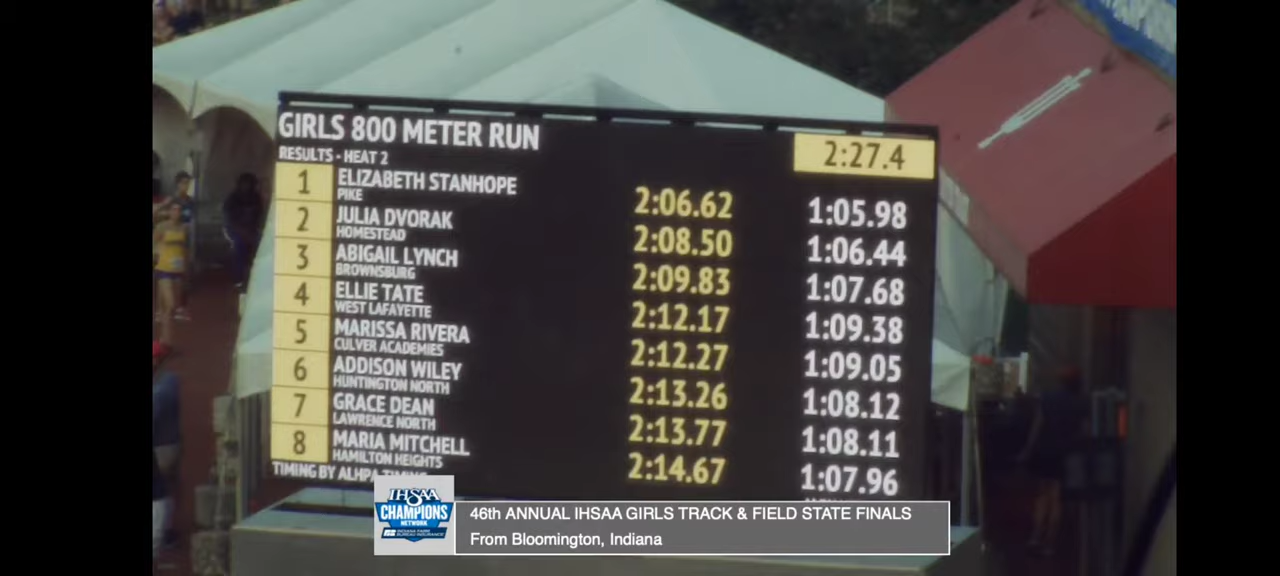 GIRLS 800 METER RUN 2:27.4
RESULTS - HEAT 2
1 ELIZABETH STANHOPE 2:06.62 1:05.98
PIKE
2 JULIA DVORAK 2:08.50 1:06.44
HOMESTEAD
3 ABIGAIL LYNCH 2:09.83 1:07.68
BROWNSBURG
4 ELLIE TATE 2:12.17 1:09.38
WEST LAFAYETTE
5 MARISSA RIVERA 2:12.27 1:09.05
CULVER ACADEMIES
6 ADDISON WILEY 2:13.26 1:08.12
HUNTINGTON NORTH
7 GRACE DEAN 2:13.77 1:08.11
LAWRENCE NORTH
8 MARIA MITCHELL 2:14.67 1:07.96
HAMILTON HEIGHTS
TIMING BY ALHPA TIMING
IHSAA
CHAMPIONS
NETWORK
INDIANA FARM
BUREAU INSURANCE
46th ANNUAL IHSAA GIRLS TRACK & FIELD STATE FINALS
From Bloomington, Indiana